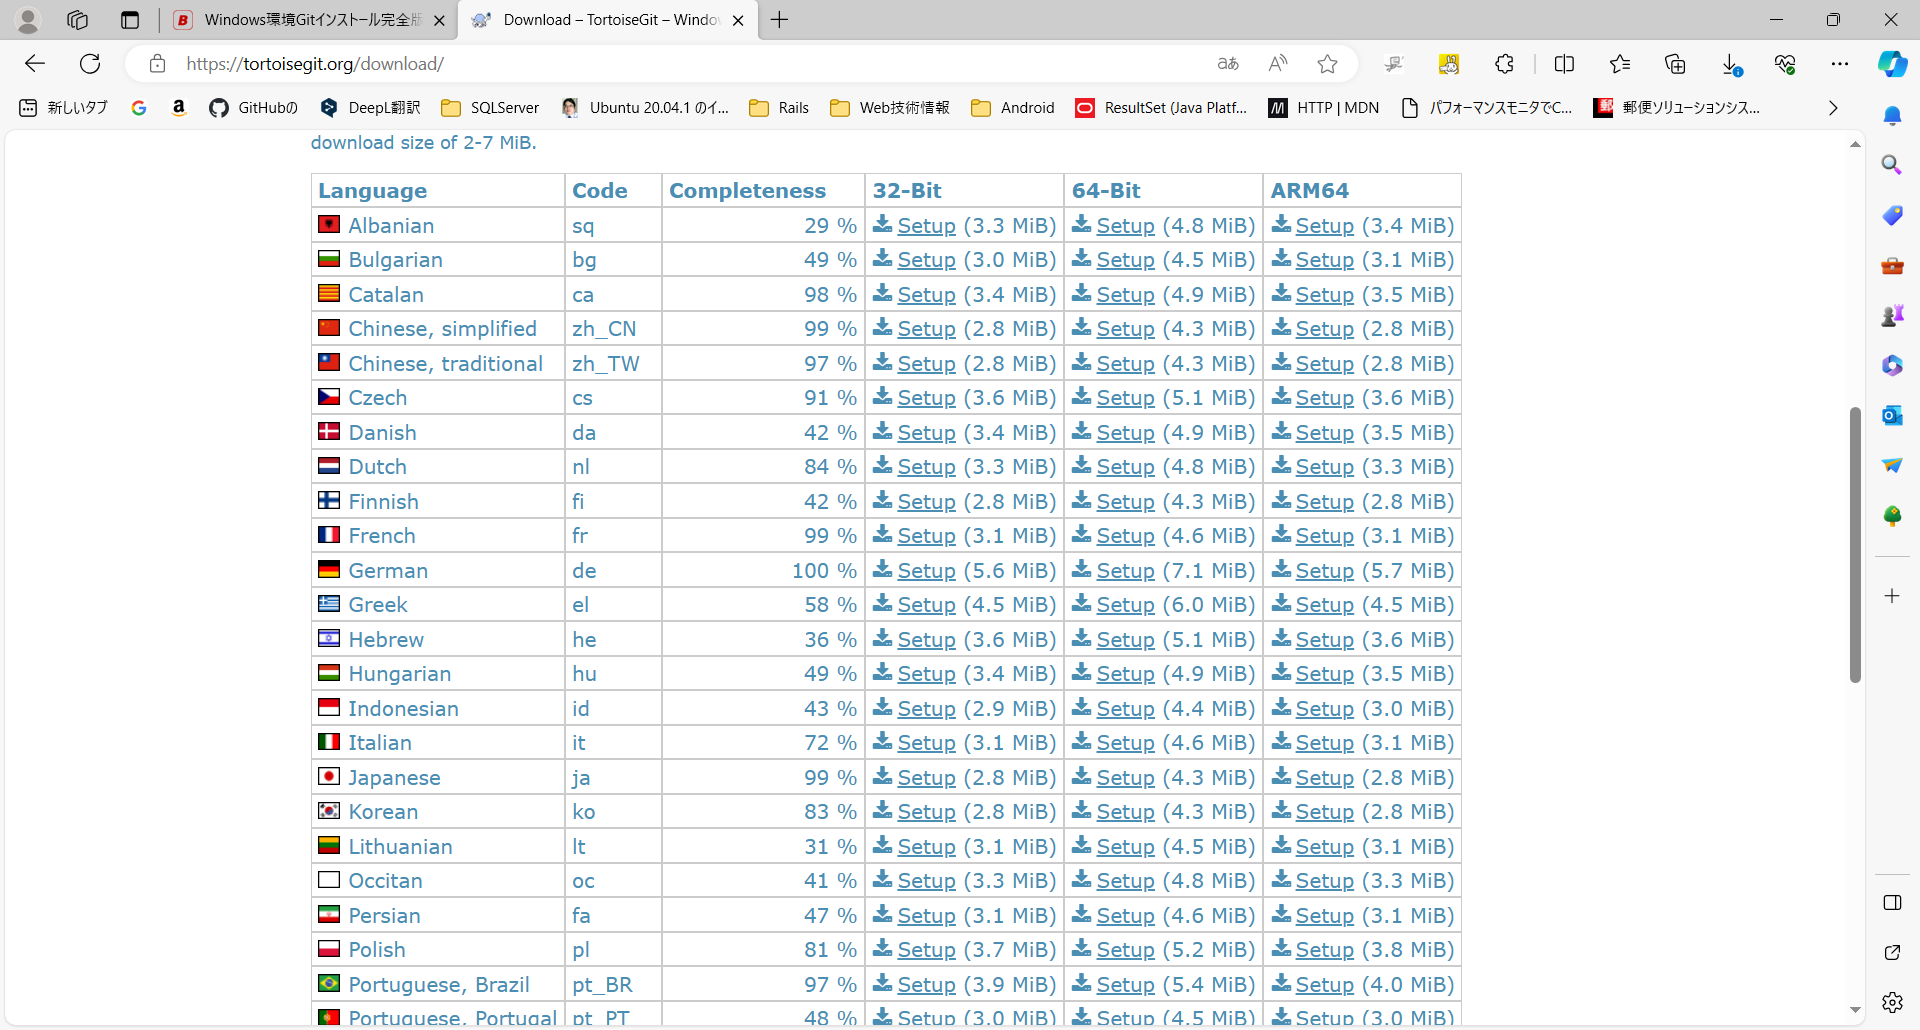 Windows環境Gitインストール完全版
Download – TortoiseGit – Windo
https://tortoisegit.org/download/
新しいタブ
GitHubの
DeepL翻訳
SQLServer
Ubuntu 20.04.1 のイ...
Rails
Web技術情報
Android
ResultSet (Java Platf...
HTTP | MDN
パフォーマンスモニタでC...
郵便ソリューションシス...
download size of 2-7 MiB.
Language Code Completeness 32-Bit 64-Bit ARM64
Albanian sq 29 % Setup (3.3 MiB) Setup (4.8 MiB) Setup (3.4 MiB)
Bulgarian bg 49 % Setup (3.0 MiB) Setup (4.5 MiB) Setup (3.1 MiB)
Catalan ca 98 % Setup (3.4 MiB) Setup (4.9 MiB) Setup (3.5 MiB)
Chinese, simplified zh_CN 99 % Setup (2.8 MiB) Setup (4.3 MiB) Setup (2.8 MiB)
Chinese, traditional zh_TW 97 % Setup (2.8 MiB) Setup (4.3 MiB) Setup (2.8 MiB)
Czech cs 91 % Setup (3.6 MiB) Setup (5.1 MiB) Setup (3.6 MiB)
Danish da 42 % Setup (3.4 MiB) Setup (4.9 MiB) Setup (3.5 MiB)
Dutch nl 84 % Setup (3.3 MiB) Setup (4.8 MiB) Setup (3.3 MiB)
Finnish fi 42 % Setup (2.8 MiB) Setup (4.3 MiB) Setup (2.8 MiB)
French fr 99 % Setup (3.1 MiB) Setup (4.6 MiB) Setup (3.1 MiB)
German de 100 % Setup (5.6 MiB) Setup (7.1 MiB) Setup (5.7 MiB)
Greek el 58 % Setup (4.5 MiB) Setup (6.0 MiB) Setup (4.5 MiB)
Hebrew he 36 % Setup (3.6 MiB) Setup (5.1 MiB) Setup (3.6 MiB)
Hungarian hu 49 % Setup (3.4 MiB) Setup (4.9 MiB) Setup (3.5 MiB)
Indonesian id 43 % Setup (2.9 MiB) Setup (4.4 MiB) Setup (3.0 MiB)
Italian it 72 % Setup (3.1 MiB) Setup (4.6 MiB) Setup (3.1 MiB)
Japanese ja 99 % Setup (2.8 MiB) Setup (4.3 MiB) Setup (2.8 MiB)
Korean ko 83 % Setup (2.8 MiB) Setup (4.3 MiB) Setup (2.8 MiB)
Lithuanian lt 31 % Setup (3.1 MiB) Setup (4.5 MiB) Setup (3.1 MiB)
Occitan oc 41 % Setup (3.3 MiB) Setup (4.8 MiB) Setup (3.3 MiB)
Persian fa 47 % Setup (3.1 MiB) Setup (4.6 MiB) Setup (3.1 MiB)
Polish pl 81 % Setup (3.7 MiB) Setup (5.2 MiB) Setup (3.8 MiB)
Portuguese, Brazil pt_BR 97 % Setup (3.9 MiB) Setup (5.4 MiB) Setup (4.0 MiB)
Portuguese, Portugal pt_PT 48 % Setup (3.0 MiB) Setup (4.5 MiB) Setup (3.0 MiB)